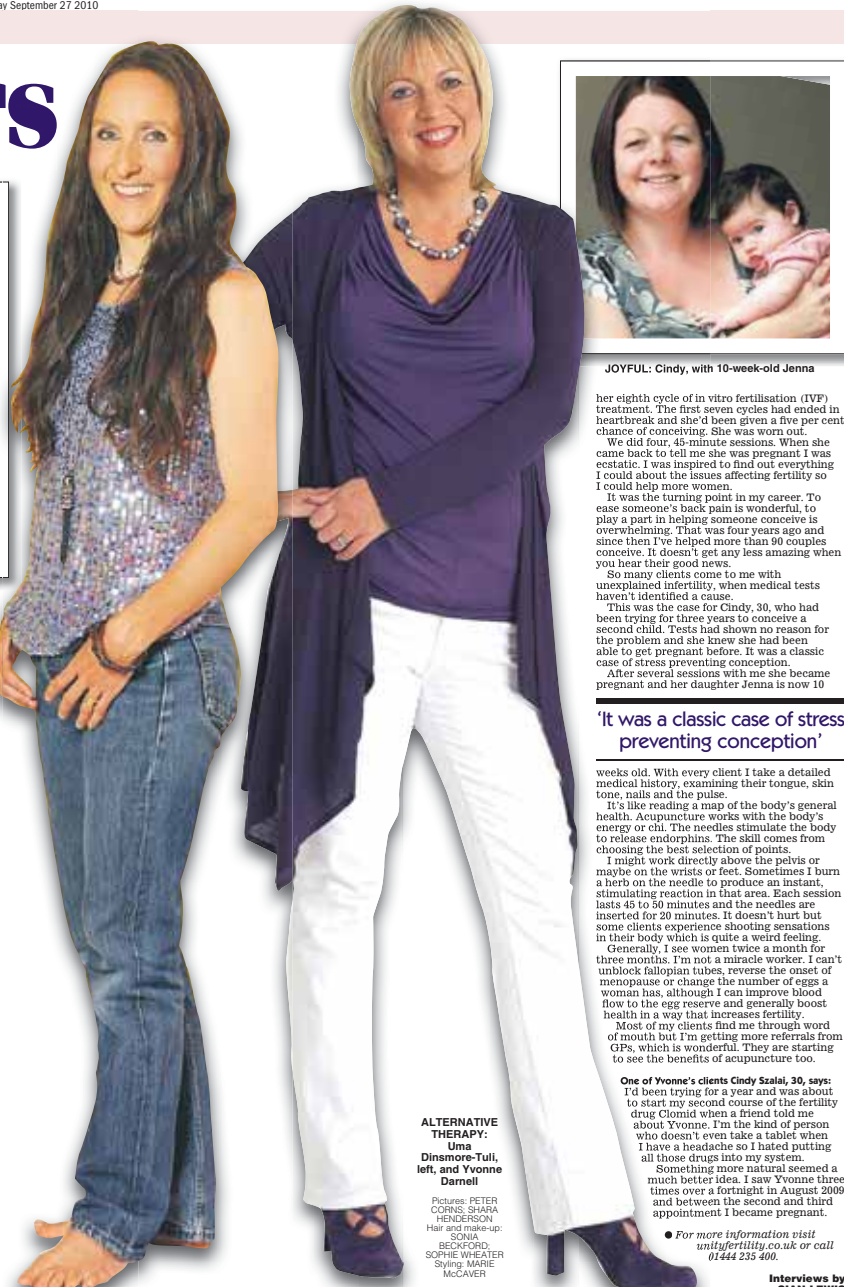 ay September 27 2010
rs
JOYFUL: Cindy, with 10-week-old Jenna
her eighth cycle of in vitro fertilisation (IVF)
treatment. The first seven cycles had ended in
heartbreak and she'd been given a five per cent
chance of conceiving. She was worn out.
We did four, 45-minute sessions. When she
came back to tell me she was pregnant I was
ecstatic. I was inspired to find out everything
I could about the issues affecting fertility so
I could help more women.
It was the turning point in my career. To
ease someone's back pain is wonderful, to
play a part in helping someone conceive is
overwhelming. That was four years ago and
since then I've helped more than 90 couples
conceive. It doesn't get any less amazing when
you hear their good news.
So many clients come to me with
unexplained infertility, when medical tests
haven't identified a cause.
This was the case for Cindy, 30, who had
been trying for three years to conceive a
second child. Tests had shown no reason for
the problem and she knew she had been
able to get pregnant before. It was a classic
case of stress preventing conception.
After several sessions with me she became
pregnant and her daughter Jenna is now 10
'It was a classic case of stress
preventing conception'
weeks old. With every client I take a detailed
medical history, examining their tongue, skin
tone, nails and the pulse.
It's like reading a map of the body's general
health. Acupuncture works with the body's
energy or chi. The needles stimulate the body
to release endorphins. The skill comes from
choosing the best selection of points.
I might work directly above the pelvis or
maybe on the wrists or feet. Sometimes I burn
a herb on the needle to produce an instant,
stimulating reaction in that area. Each session
lasts 45 to 50 minutes and the needles are
inserted for 20 minutes. It doesn't hurt but
some clients experience shooting sensations
in their body which is quite a weird feeling.
Generally, I see women twice a month for
three months. I'm not a miracle worker. I can't
unblock fallopian tubes, reverse the onset of
menopause or change the number of eggs a
woman has, although I can improve blood
flow to the egg reserve and generally boost
health in a way that increases fertility.
Most of my clients find me through word
of mouth but I'm getting more referrals from
GPs, which is wonderful. They are starting
to see the benefits of acupuncture too.
One of Yvonne's clients Cindy Szalai, 30, says:
I'd been trying for a year and was about
to start my second course of the fertility
drug Clomid when a friend told me
about Yvonne. I'm the kind of person
who doesn't even take a tablet when
I have a headache so I hated putting
all those drugs into my system.
Something more natural seemed a
much better idea. I saw Yvonne three
times over a fortnight in August 2009
and between the second and third
appointment I became pregnant.
● For more information visit
unityfertility.co.uk or call
01444 235 400.
Interviews by
ALTERNATIVE
THERAPY:
Uma
Dinsmore-Tuli,
left, and Yvonne
Darnell
Pictures: PETER
CORNS; SHARA
HENDERSON
Hair and make-up:
SONIA
BECKFORD;
SOPHIE WHEATER
Styling: MARIE
McCAVER